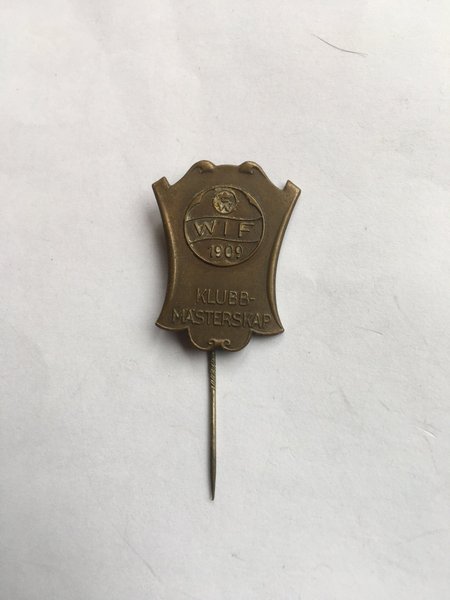 WIF
1909
KLUBB-
MÄSTERSKAP